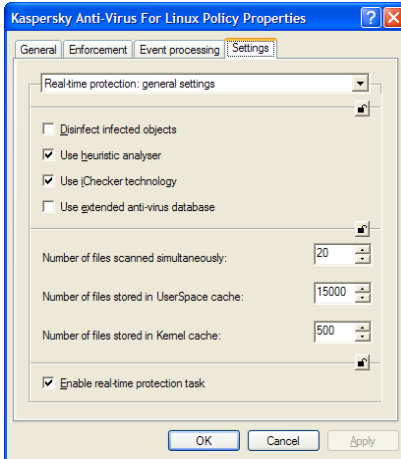 Kaspersky Anti-Virus For Linux Policy Properties
General Enforcement Event processing Settings
Real-time protection: general settings
Disinfect infected objects
Use heuristic analyser
Use iChecker technology
Use extended anti-virus database
Number of files scanned simultaneously: 20
Number of files stored in UserSpace cache: 15000
Number of files stored in Kernel cache: 500
Enable real-time protection task
OK Cancel Apply